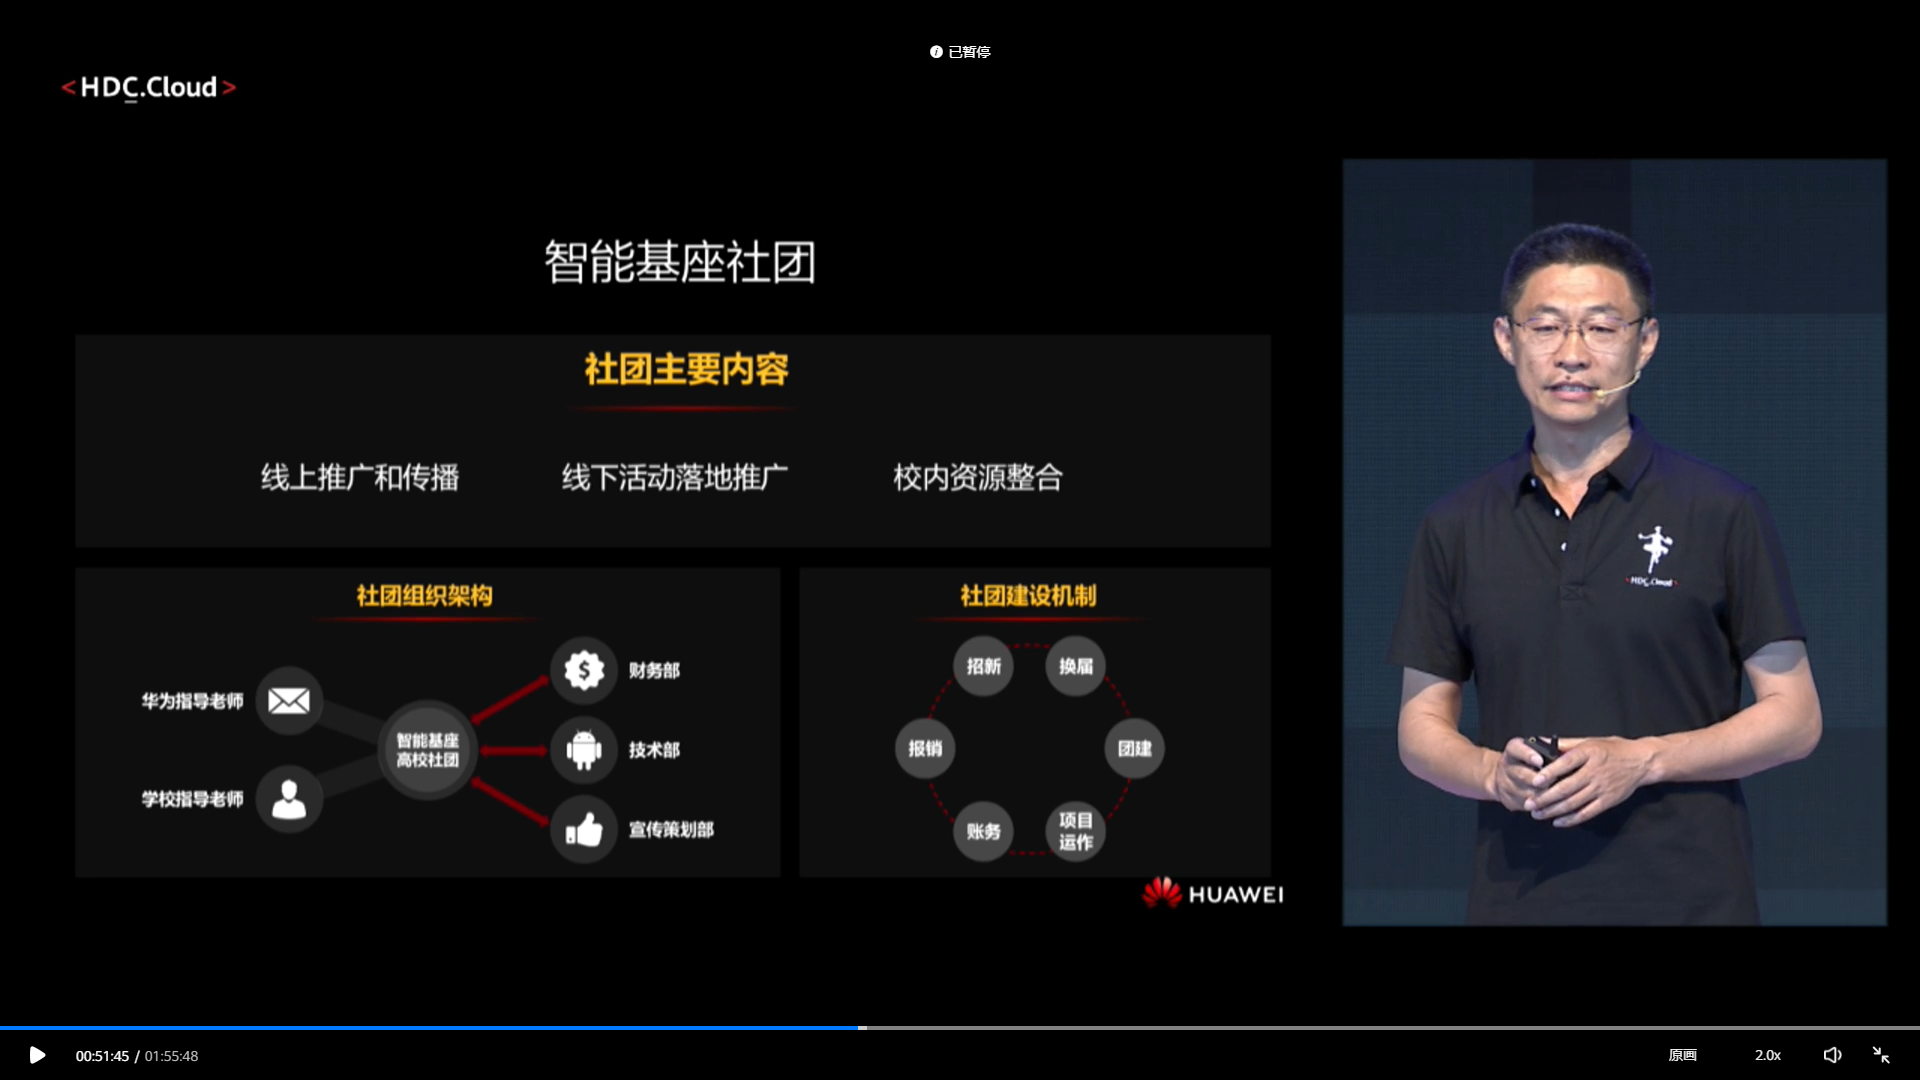 已暂停
<HDC.Cloud>
智能基座社团
社团主要内容
线上推广和传播
线下活动落地推广
校内资源整合
社团组织架构
华为指导老师
学校指导老师
智能基座
高校社团
$
财务部
技术部
宣传策划部
社团建设机制
招新
换届
报销
团建
账务
项目
运作
HUAWEI
HDC.Cloud
00:51:45 / 01:55:48
原画
2.0x